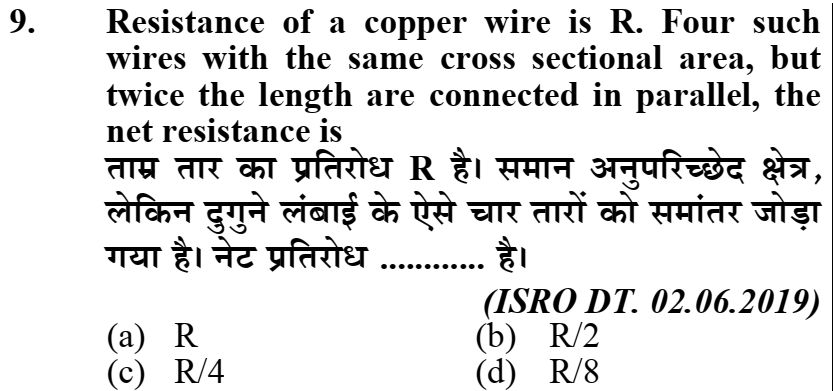 9. Resistance of a copper wire is R. Four such
wires with the same cross sectional area, but
twice the length are connected in parallel, the
net resistance is
ताम्र तार का प्रतिरोध R है। समान अनुपरिच्छेद क्षेत्र,
लेकिन दुगुने लंबाई के ऐसे चार तारों को समांतर जोड़ा
गया है। नेट प्रतिरोध ............. है।
(ISRO DT. 02.06.2019)
(a) R (b) R/2
(c) R/4 (d) R/8